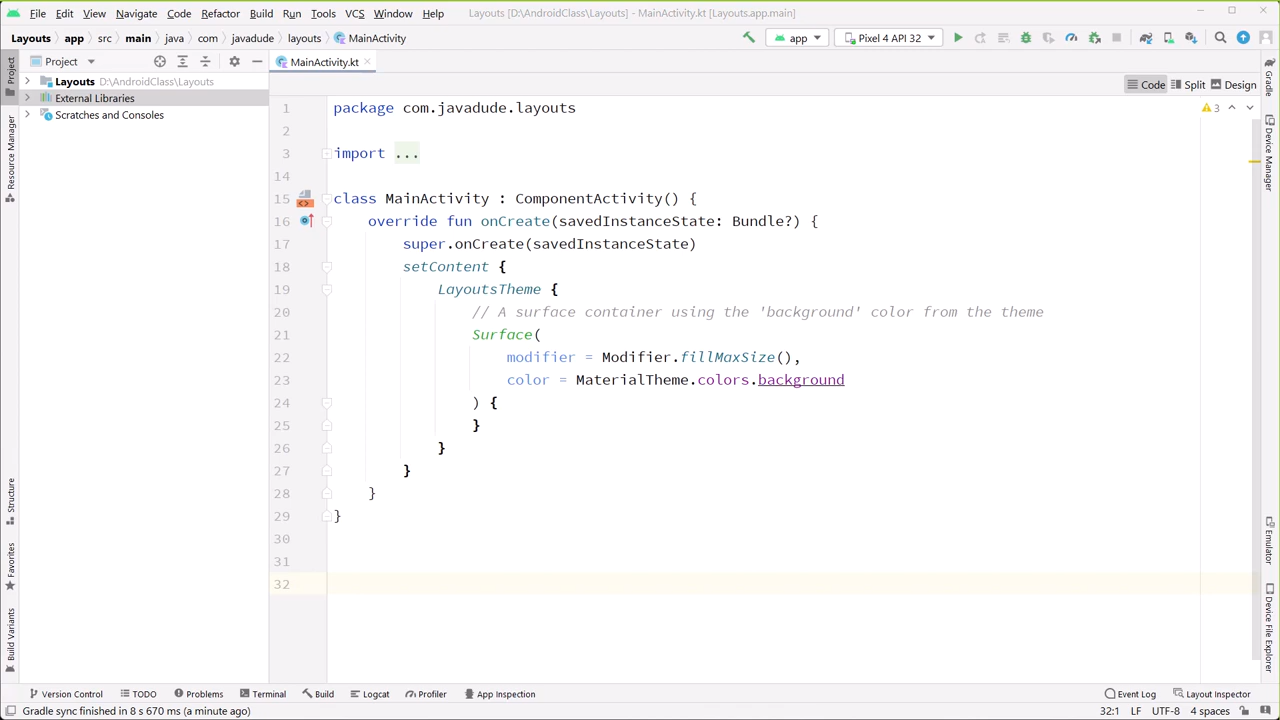 File Edit View Navigate Code Refactor Build Run Tools VCS Window Help Layouts [D:\AndroidClass\Layouts] - MainActivity.kt [Layouts.app.main]
Layouts app src main java com javadude layouts MainActivity app Pixel 4 API 32
Project MainActivity.kt
Layouts D:\AndroidClass\Layouts
External Libraries
Scratches and Consoles
Code Split Design
3
1 package com.javadude.layouts
2
3 import ...
14
15 class MainActivity : ComponentActivity() {
16 override fun onCreate(savedInstanceState: Bundle?) {
17 super.onCreate(savedInstanceState)
18 setContent {
19 LayoutsTheme {
20 // A surface container using the 'background' color from the theme
21 Surface(
22 modifier = Modifier.fillMaxSize(),
23 color = MaterialTheme.colors.background
24 ) {
25 }
26 }
27 }
28 }
29 }
30
31
32
Project
Resource Manager
Structure
Favorites
Build Variants
Gradle
Device Manager
Emulator
Device File Explorer
Version Control TODO Problems Terminal Build Logcat Profiler App Inspection Event Log Layout Inspector
Gradle sync finished in 8 s 670 ms (a minute ago) 32:1 LF UTF-8 4 spaces